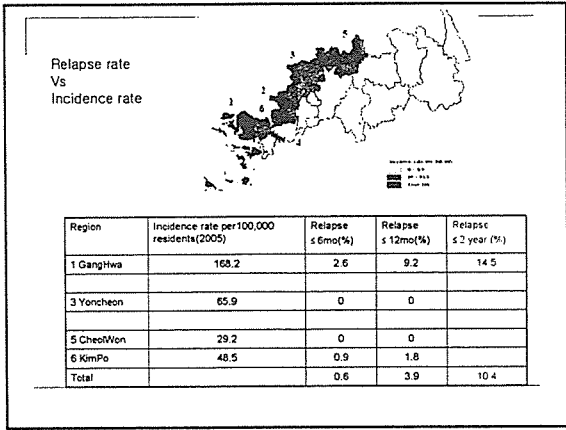 Relapse rate
Vs
Incidence rate
5
3
2
1
6
4
Region Incidence rate per100,000 residents(2005) Relapse ≤ 6mo(%) Relapse ≤ 12mo(%) Relapse ≤ 2 year (%)
1 GangHwa 168.2 2.6 9.2 14.5
3 Yoncheon 65.9 0 0
5 CheolWon 29.2 0 0
6 KimPo 48.5 0.9 1.8
Total 0.6 3.9 10.4